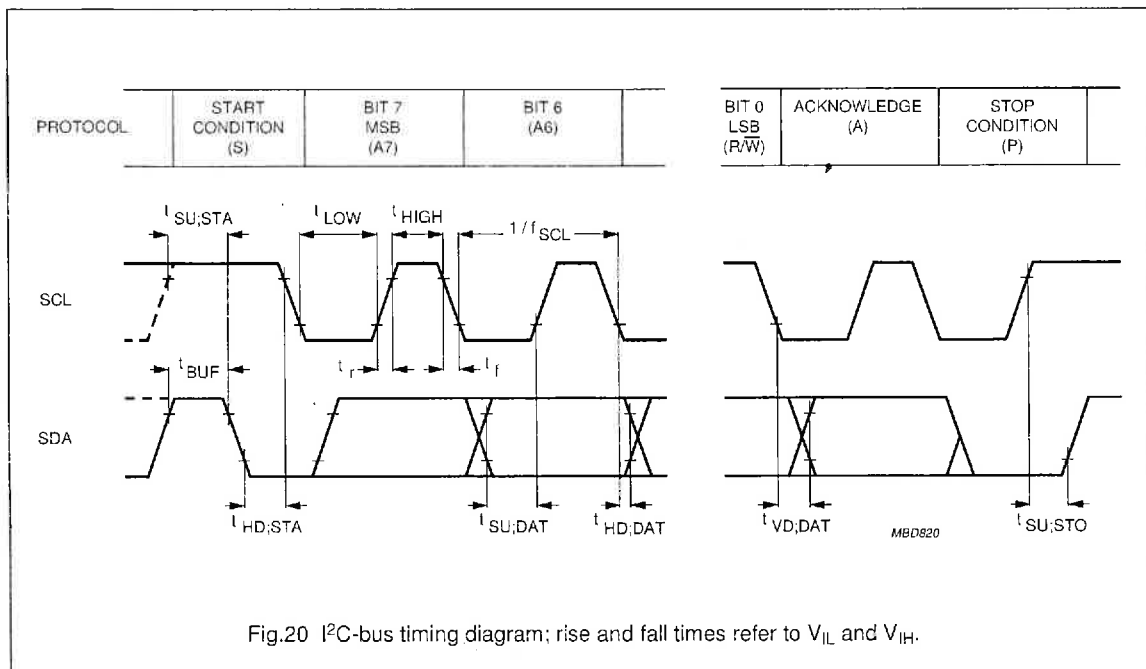 PROTOCOL
START
CONDITION
(S)
BIT 7
MSB
(A7)
BIT 6
(A6)
BIT 0
LSB
(R/W̅)
ACKNOWLEDGE
(A)
STOP
CONDITION
(P)
t SU;STA
t LOW
t HIGH
1/f SCL
SCL
t BUF
t r
t f
SDA
t HD;STA
t SU;DAT
t HD;DAT
t VD;DAT
MBD820
t SU;STO
Fig.20 I²C-bus timing diagram; rise and fall times refer to V_IL and V_IH.